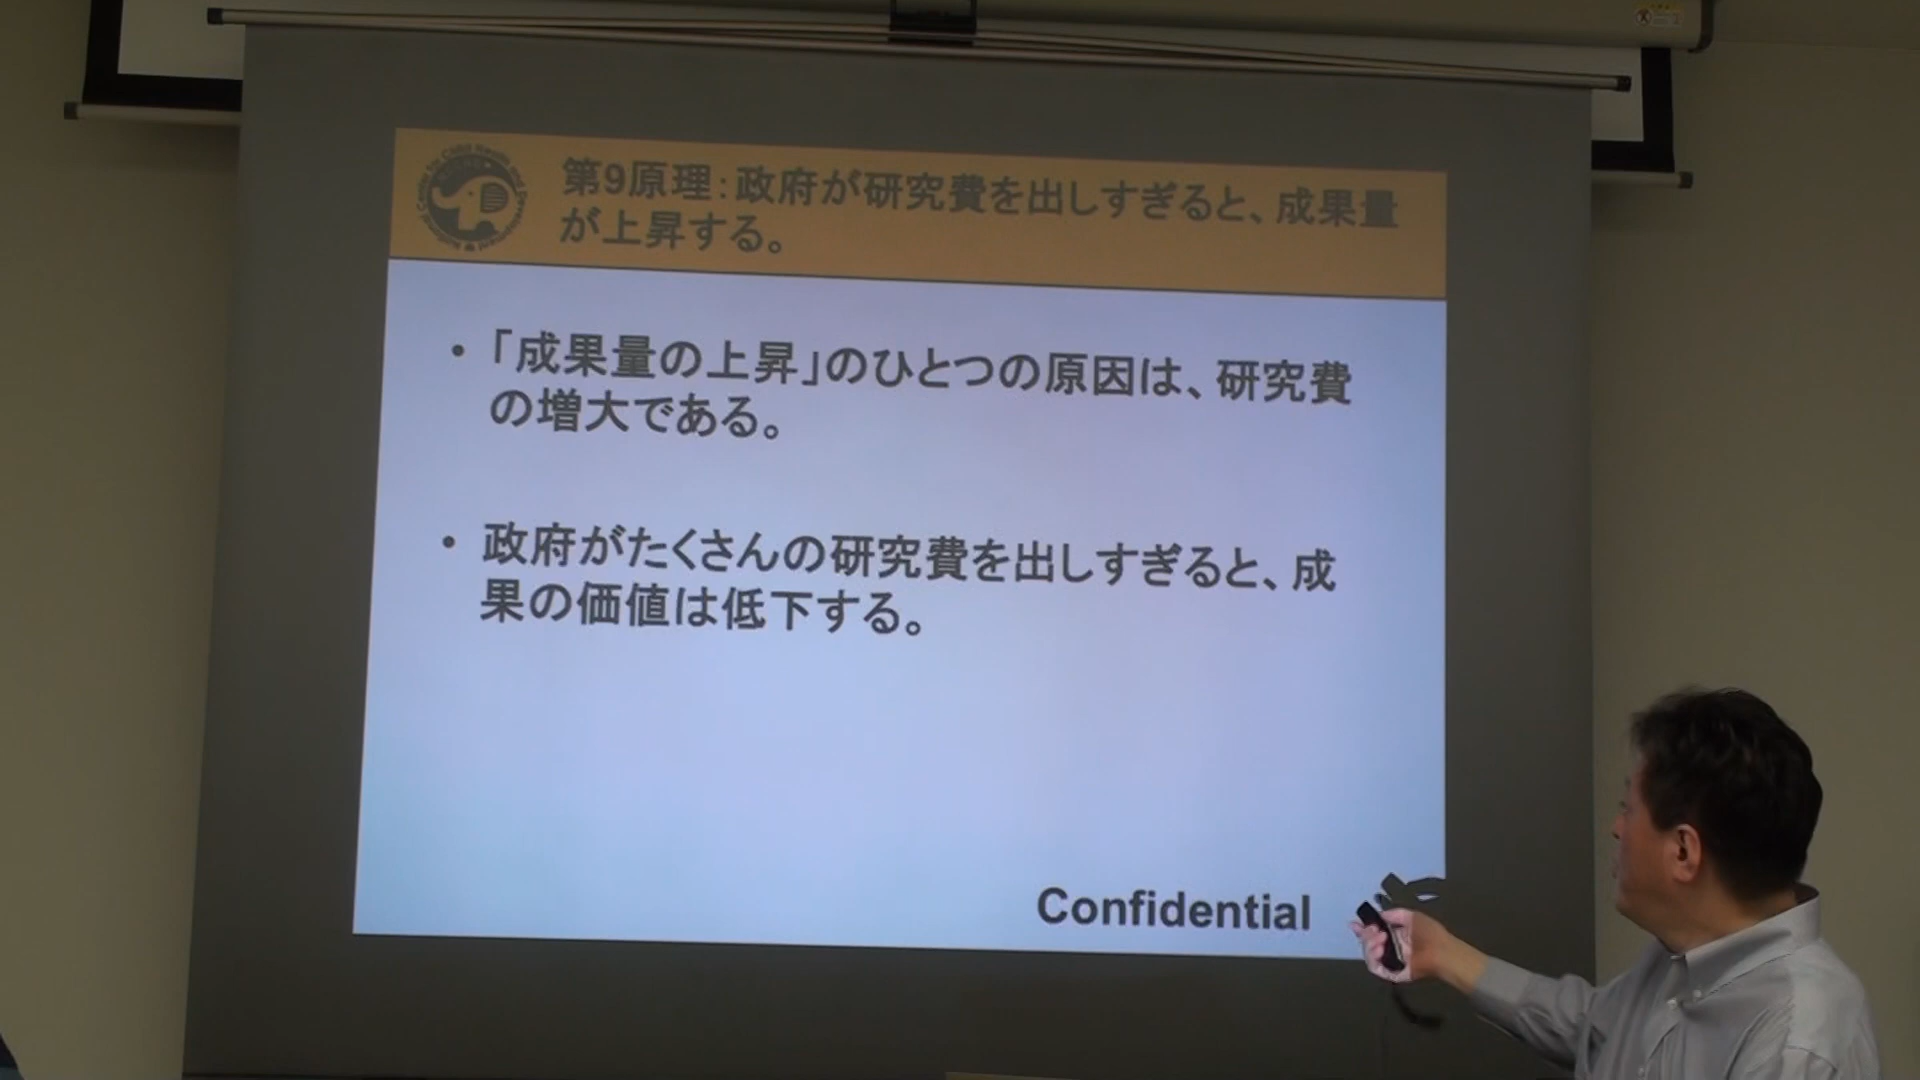 第9原理：政府が研究費を出しすぎると、成果量
が上昇する。
・「成果量の上昇」のひとつの原因は、研究費
の増大である。
・政府がたくさんの研究費を出しすぎると、成
果の価値は低下する。
Confidential